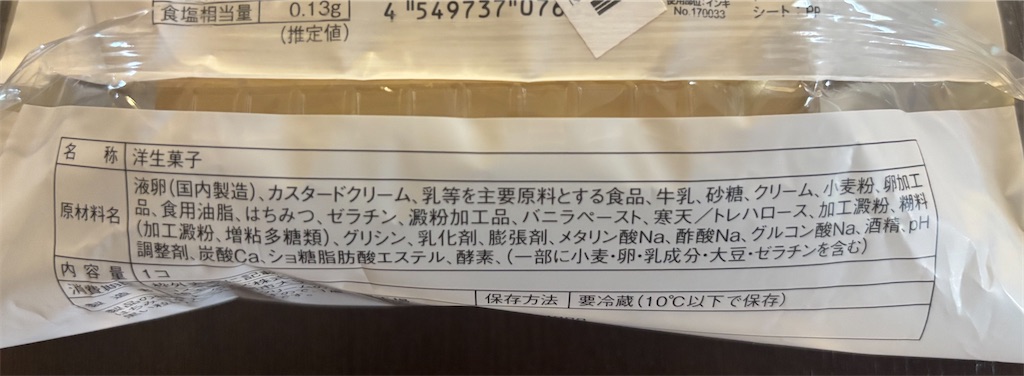 食塩相当量 0.13g
(推定値)
4 "549737"076
No.170033
シート:PP
名 称 洋生菓子
原材料名 液卵(国内製造)、カスタードクリーム、乳等を主要原料とする食品、牛乳、砂糖、クリーム、小麦粉、卵加工
品、食用油脂、はちみつ、ゼラチン、澱粉加工品、バニラペースト、寒天/トレハロース、加工澱粉、糊料
(加工澱粉、増粘多糖類)、グリシン、乳化剤、膨張剤、メタリン酸Na、酢酸Na、グルコン酸Na、酒精、pH
調整剤、炭酸Ca、ショ糖脂肪酸エステル、酵素、(一部に小麦・卵・乳成分・大豆・ゼラチンを含む)
内容量 1コ
保存方法 要冷蔵(10℃以下で保存)